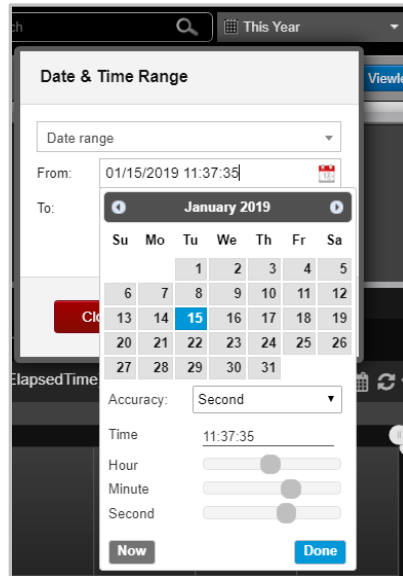 ch This Year
Date & Time Range
Date range
From: 01/15/2019 11:37:35
To:
January 2019
Su Mo Tu We Th Fr Sa
1 2 3 4 5
6 7 8 9 10 11 12
13 14 15 16 17 18 19
20 21 22 23 24 25 26
27 28 29 30 31
Accuracy: Second
Time 11:37:35
Hour
Minute
Second
Now Done
Viewle
Clo
ElapsedTime